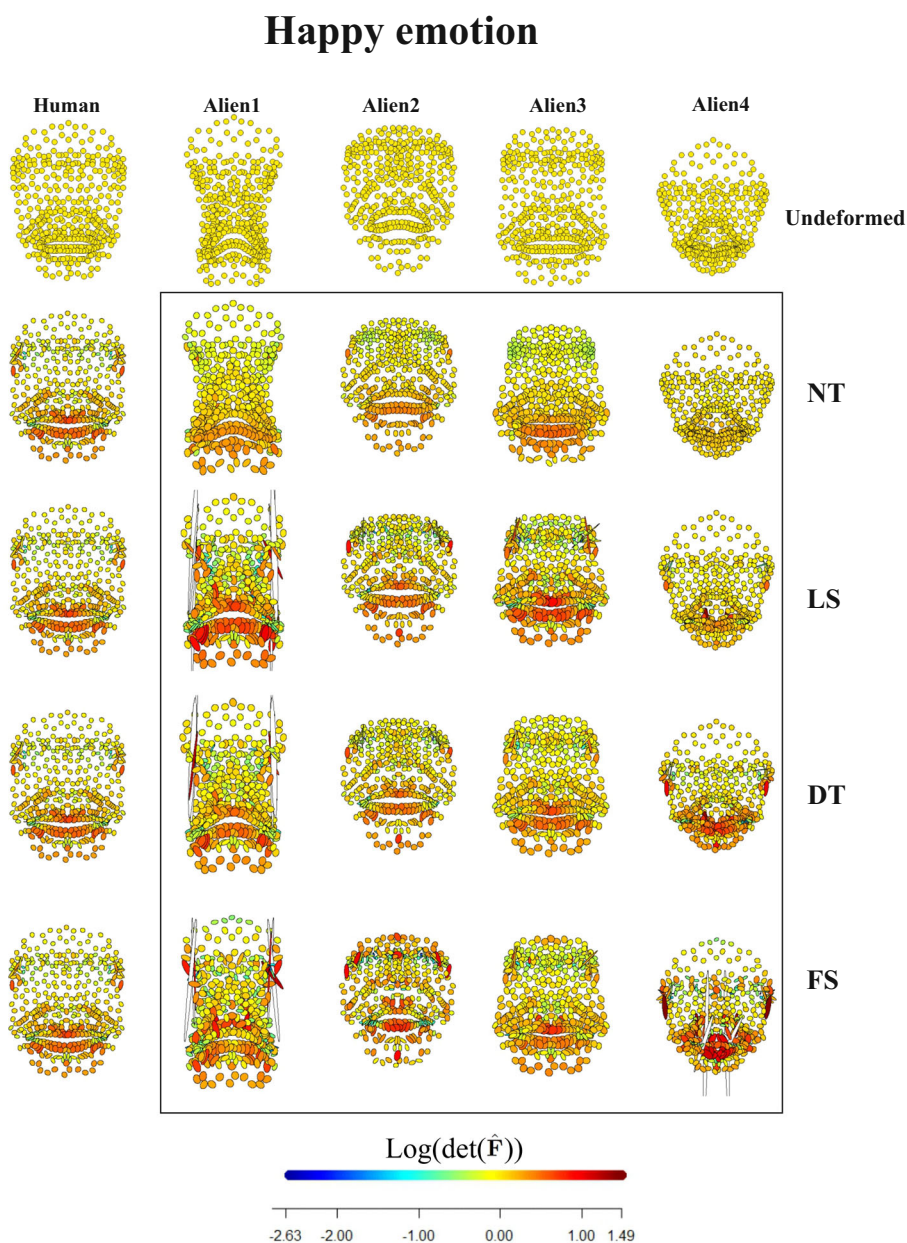 Happy emotion
Human Alien1 Alien2 Alien3 Alien4
Undeformed
NT
LS
DT
FS
Log(det(F̂))
-2.63 -2.00 -1.00 0.00 1.00 1.49